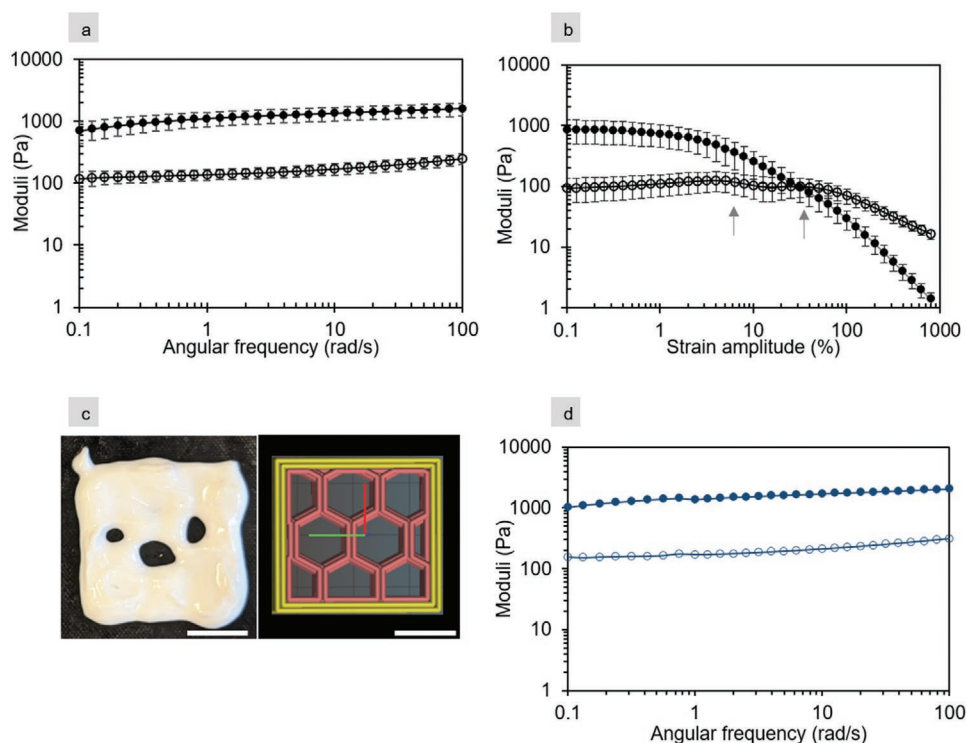 a
10000
1000
100
10
1
Moduli (Pa)
0.1 1 10 100
Angular frequency (rad/s)
b
10000
1000
100
10
1
Moduli (Pa)
0.1 1 10 100 1000
Strain amplitude (%)
c
d
10000
1000
100
10
1
Moduli (Pa)
0.1 1 10 100
Angular frequency (rad/s)